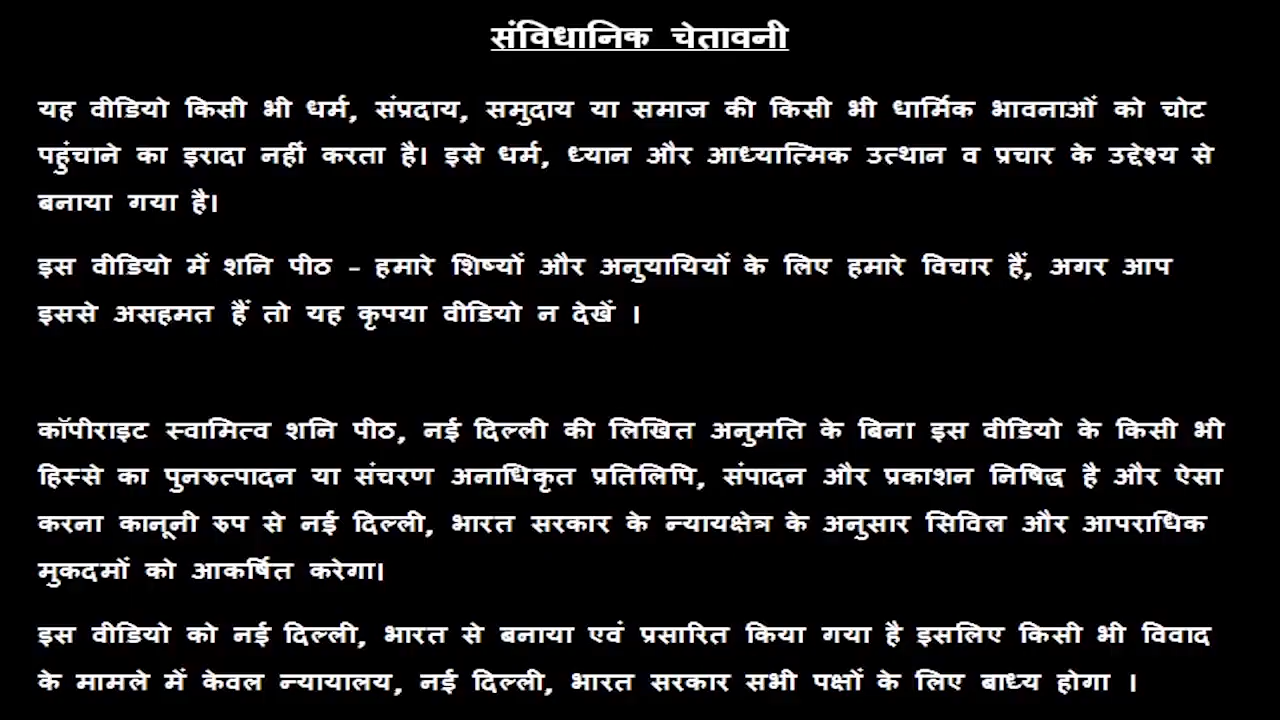 संविधानिक चेतावनी
यह वीडियो किसी भी धर्म, संप्रदाय, समुदाय या समाज की किसी भी धार्मिक भावनाओं को चोट
पहुंचाने का इरादा नहीं करता है। इसे धर्म, ध्यान और आध्यात्मिक उत्थान व प्रचार के उद्देश्य से
बनाया गया है।
इस वीडियो में शनि पीठ – हमारे शिष्यों और अनुयायियों के लिए हमारे विचार हैं, अगर आप
इससे असहमत हैं तो यह कृपया वीडियो न देखें ।
कॉपीराइट स्वामित्व शनि पीठ, नई दिल्ली की लिखित अनुमति के बिना इस वीडियो के किसी भी
हिस्से का पुनरुत्पादन या संचरण अनाधिकृत प्रतिलिपि, संपादन और प्रकाशन निषिद्ध है और ऐसा
करना कानूनी रुप से नई दिल्ली, भारत सरकार के न्यायक्षेत्र के अनुसार सिविल और आपराधिक
मुकदमों को आकर्षित करेगा।
इस वीडियो को नई दिल्ली, भारत से बनाया एवं प्रसारित किया गया है इसलिए किसी भी विवाद
के मामले में केवल न्यायालय, नई दिल्ली, भारत सरकार सभी पक्षों के लिए बाध्य होगा ।